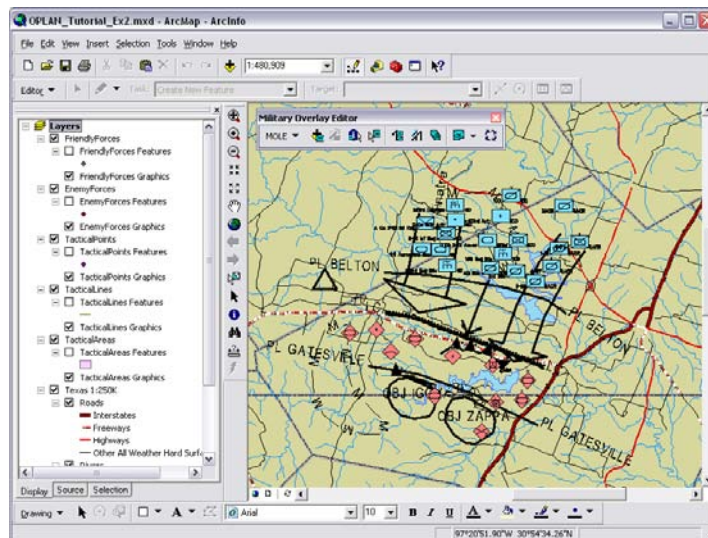 OPLAN_Tutorial_Ex2.mxd - ArcMap - ArcInfo
File Edit View Insert Selection Tools Window Help
1:480,909
Editor Task: Create New Feature Target:
Layers
FriendlyForces
FriendlyForces Features
FriendlyForces Graphics
EnemyForces
EnemyForces Features
EnemyForces Graphics
TacticalPoints
TacticalPoints Features
TacticalPoints Graphics
TacticalLines
TacticalLines Features
TacticalLines Graphics
TacticalAreas
TacticalAreas Features
TacticalAreas Graphics
Texas 1:250K
Roads
Interstates
Freeways
Highways
Other All Weather Hard Surfa
Display Source Selection
Military Overlay Editor
MOLE
PL BELTON
PL BELTON
PL GATESVILLE
OBJ
OBJ ZAPPA
PL GATESVILLE
M
M
M
M
Drawing A Arial 10 B I U A
97°20'51.90"W 30°54'34.26"N